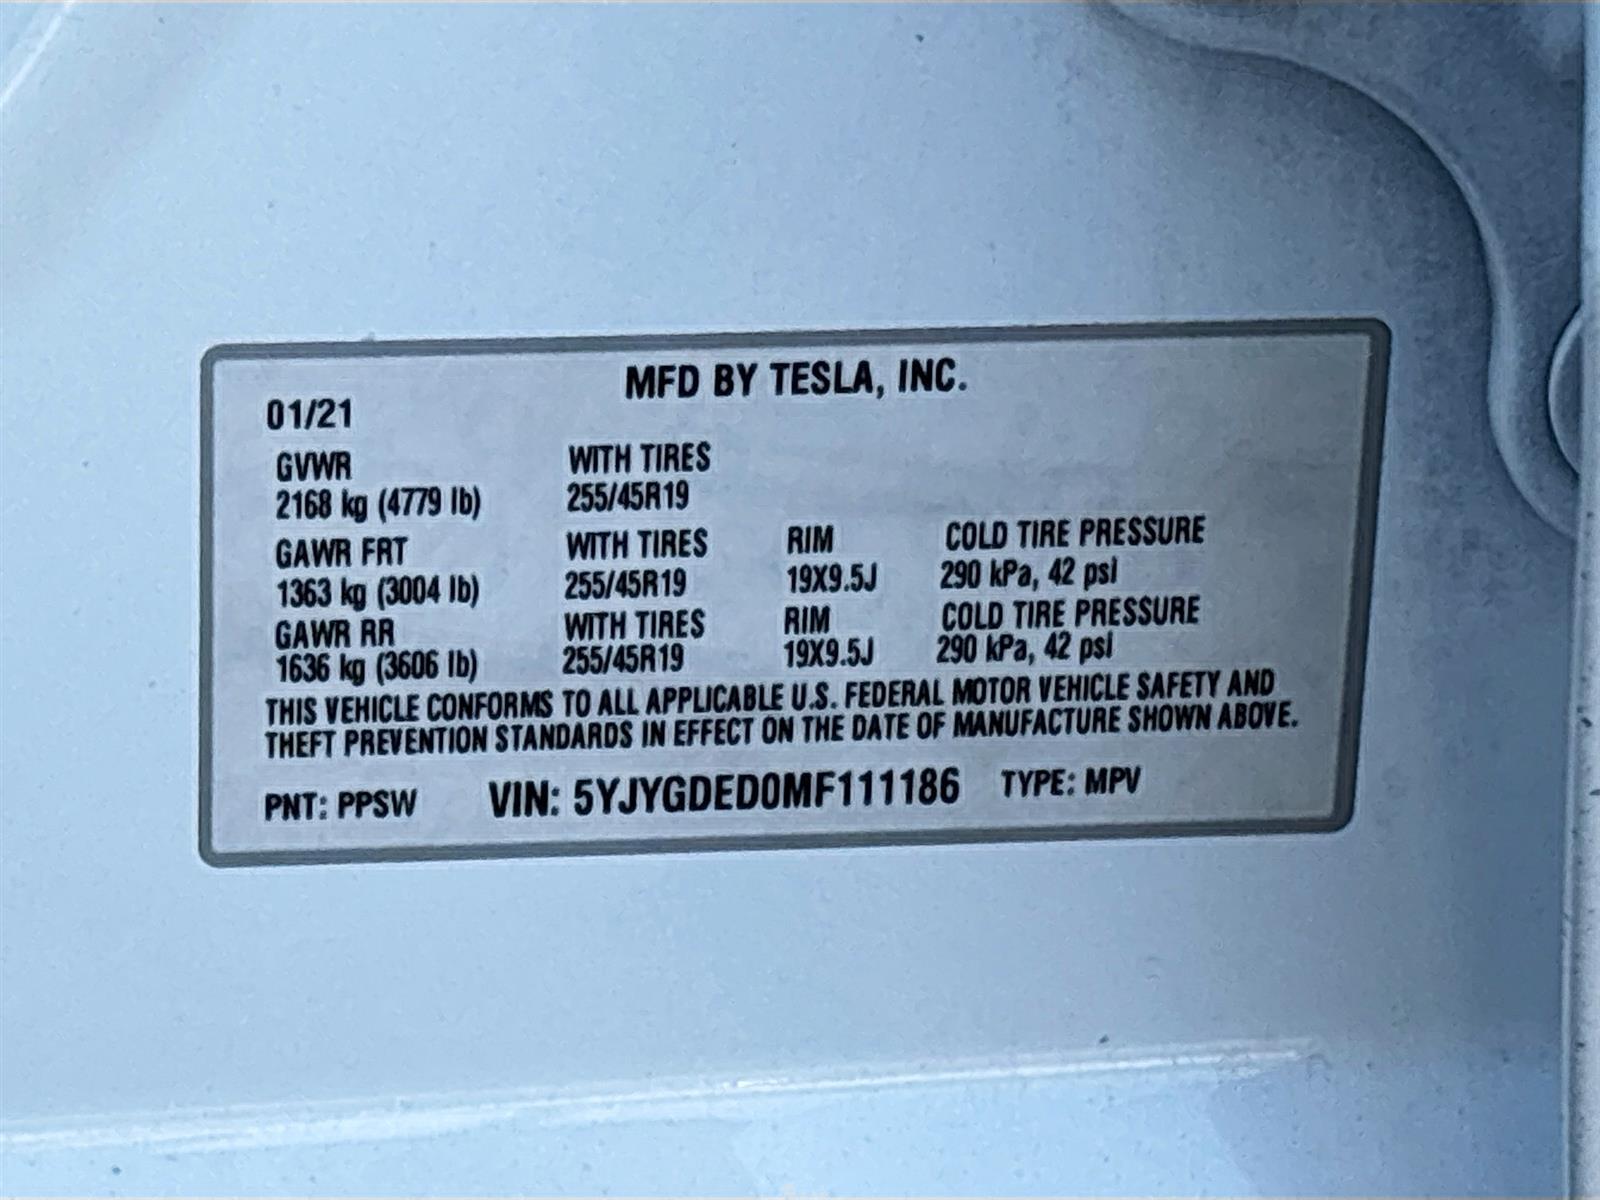 MFD BY TESLA, INC.
01/21
GVWR WITH TIRES
2168 kg (4779 lb) 255/45R19
GAWR FRT WITH TIRES RIM COLD TIRE PRESSURE
1363 kg (3004 lb) 255/45R19 19X9.5J 290 kPa, 42 psi
GAWR RR WITH TIRES RIM COLD TIRE PRESSURE
1636 kg (3606 lb) 255/45R19 19X9.5J 290 kPa, 42 psi
THIS VEHICLE CONFORMS TO ALL APPLICABLE U.S. FEDERAL MOTOR VEHICLE SAFETY AND
THEFT PREVENTION STANDARDS IN EFFECT ON THE DATE OF MANUFACTURE SHOWN ABOVE.
PNT: PPSW VIN: 5YJYGDED0MF111186 TYPE: MPV